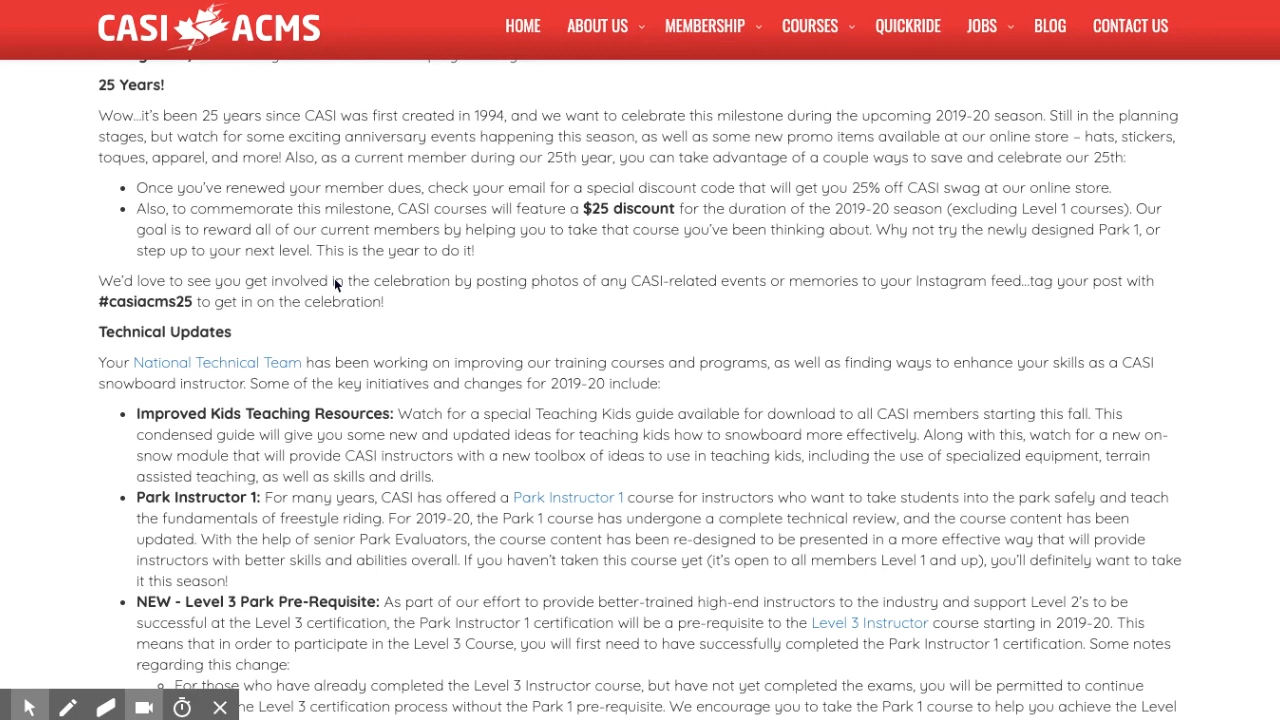 CASI ACMS
HOME ABOUT US MEMBERSHIP COURSES QUICKRIDE JOBS BLOG CONTACT US
25 Years!
Wow...it's been 25 years since CASI was first created in 1994, and we want to celebrate this milestone during the upcoming 2019-20 season. Still in the planning
stages, but watch for some exciting anniversary events happening this season, as well as some new promo items available at our online store – hats, stickers,
toques, apparel, and more! Also, as a current member during our 25th year, you can take advantage of a couple ways to save and celebrate our 25th:
• Once you've renewed your member dues, check your email for a special discount code that will get you 25% off CASI swag at our online store.
• Also, to commemorate this milestone, CASI courses will feature a $25 discount for the duration of the 2019-20 season (excluding Level 1 courses). Our
goal is to reward all of our current members by helping you to take that course you've been thinking about. Why not try the newly designed Park 1, or
step up to your next level. This is the year to do it!
We'd love to see you get involved in the celebration by posting photos of any CASI-related events or memories to your Instagram feed...tag your post with
#casiacms25 to get in on the celebration!
Technical Updates
Your National Technical Team has been working on improving our training courses and programs, as well as finding ways to enhance your skills as a CASI
snowboard instructor. Some of the key initiatives and changes for 2019-20 include:
• Improved Kids Teaching Resources: Watch for a special Teaching Kids guide available for download to all CASI members starting this fall. This
condensed guide will give you some new and updated ideas for teaching kids how to snowboard more effectively. Along with this, watch for a new on-
snow module that will provide CASI instructors with a new toolbox of ideas to use in teaching kids, including the use of specialized equipment, terrain
assisted teaching, as well as skills and drills.
• Park Instructor 1: For many years, CASI has offered a Park Instructor 1 course for instructors who want to take students into the park safely and teach
the fundamentals of freestyle riding. For 2019-20, the Park 1 course has undergone a complete technical review, and the course content has been
updated. With the help of senior Park Evaluators, the course content has been re-designed to be presented in a more effective way that will provide
instructors with better skills and abilities overall. If you haven't taken this course yet (it's open to all members Level 1 and up), you'll definitely want to take
it this season!
• NEW - Level 3 Park Pre-Requisite: As part of our effort to provide better-trained high-end instructors to the industry and support Level 2's to be
successful at the Level 3 certification, the Park Instructor 1 certification will be a pre-requisite to the Level 3 Instructor course starting in 2019-20. This
means that in order to participate in the Level 3 Course, you will first need to have successfully completed the Park Instructor 1 certification. Some notes
regarding this change:
For those who have already completed the Level 3 Instructor course, but have not yet completed the exams, you will be permitted to continue
he Level 3 certification process without the Park 1 pre-requisite. We encourage you to take the Park 1 course to help you achieve the Level